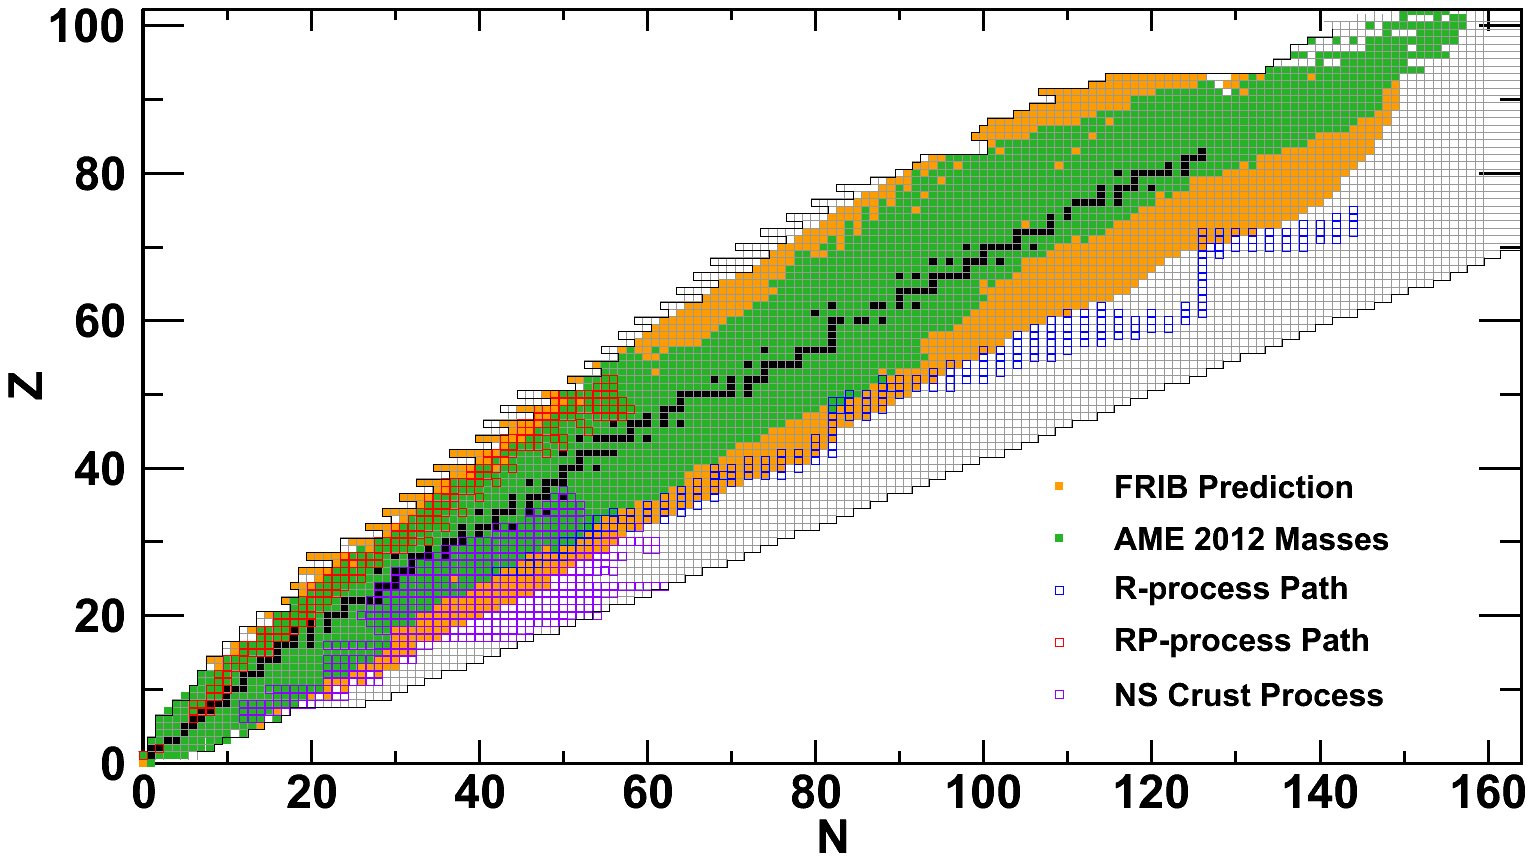 100
80
60
40
20
0
Z
0 20 40 60 80 100 120 140 160
N
FRIB Prediction
AME 2012 Masses
R-process Path
RP-process Path
NS Crust Process